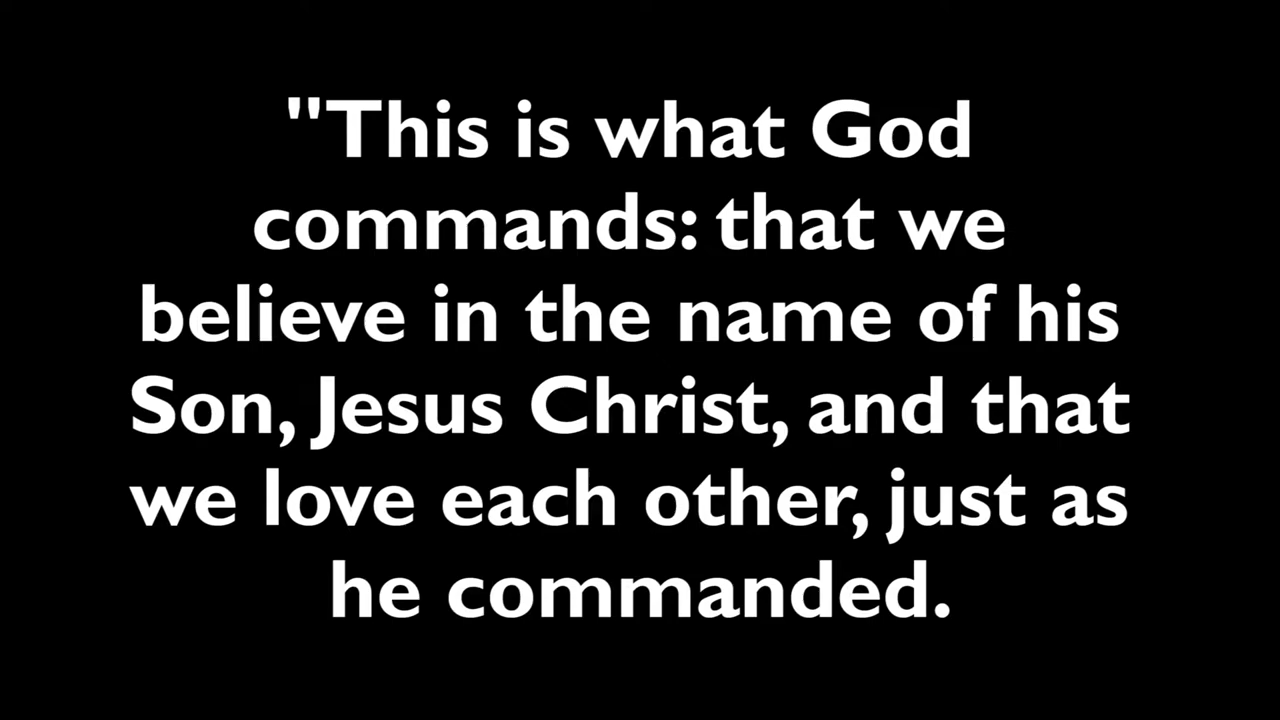 "This is what God
commands: that we
believe in the name of his
Son, Jesus Christ, and that
we love each other, just as
he commanded.